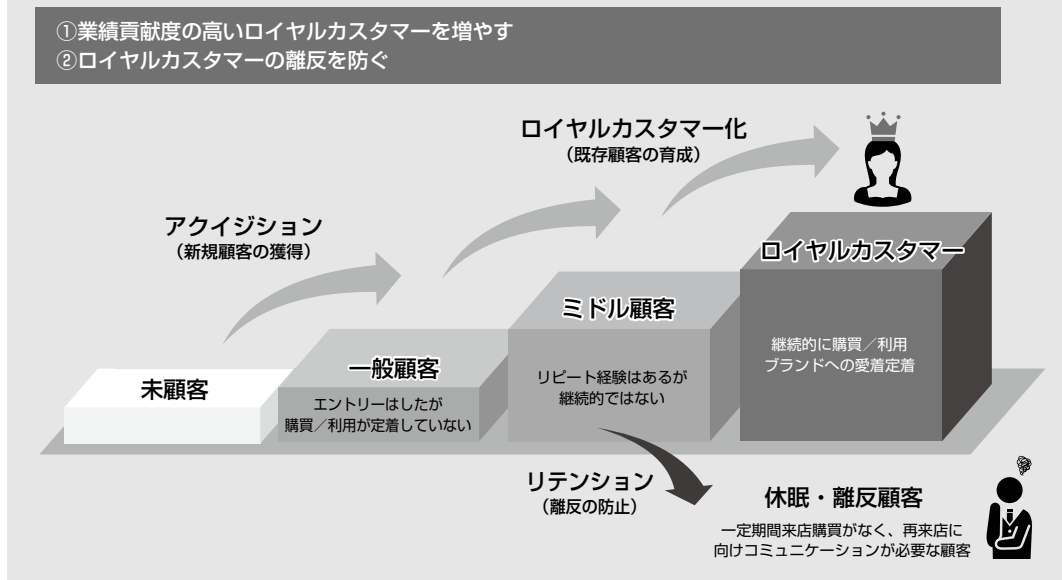 ①業績貢献度の高いロイヤルカスタマーを増やす
②ロイヤルカスタマーの離反を防ぐ
ロイヤルカスタマー化
（既存顧客の育成）
アクイジション
（新規顧客の獲得）
ロイヤルカスタマー
継続的に購買／利用
ブランドへの愛着定着
ミドル顧客
リピート経験はあるが
継続的ではない
一般顧客
エントリーはしたが
購買／利用が定着していない
未顧客
リテンション
（離反の防止）
休眠・離反顧客
一定期間来店購買がなく、再来店に
向けコミュニケーションが必要な顧客